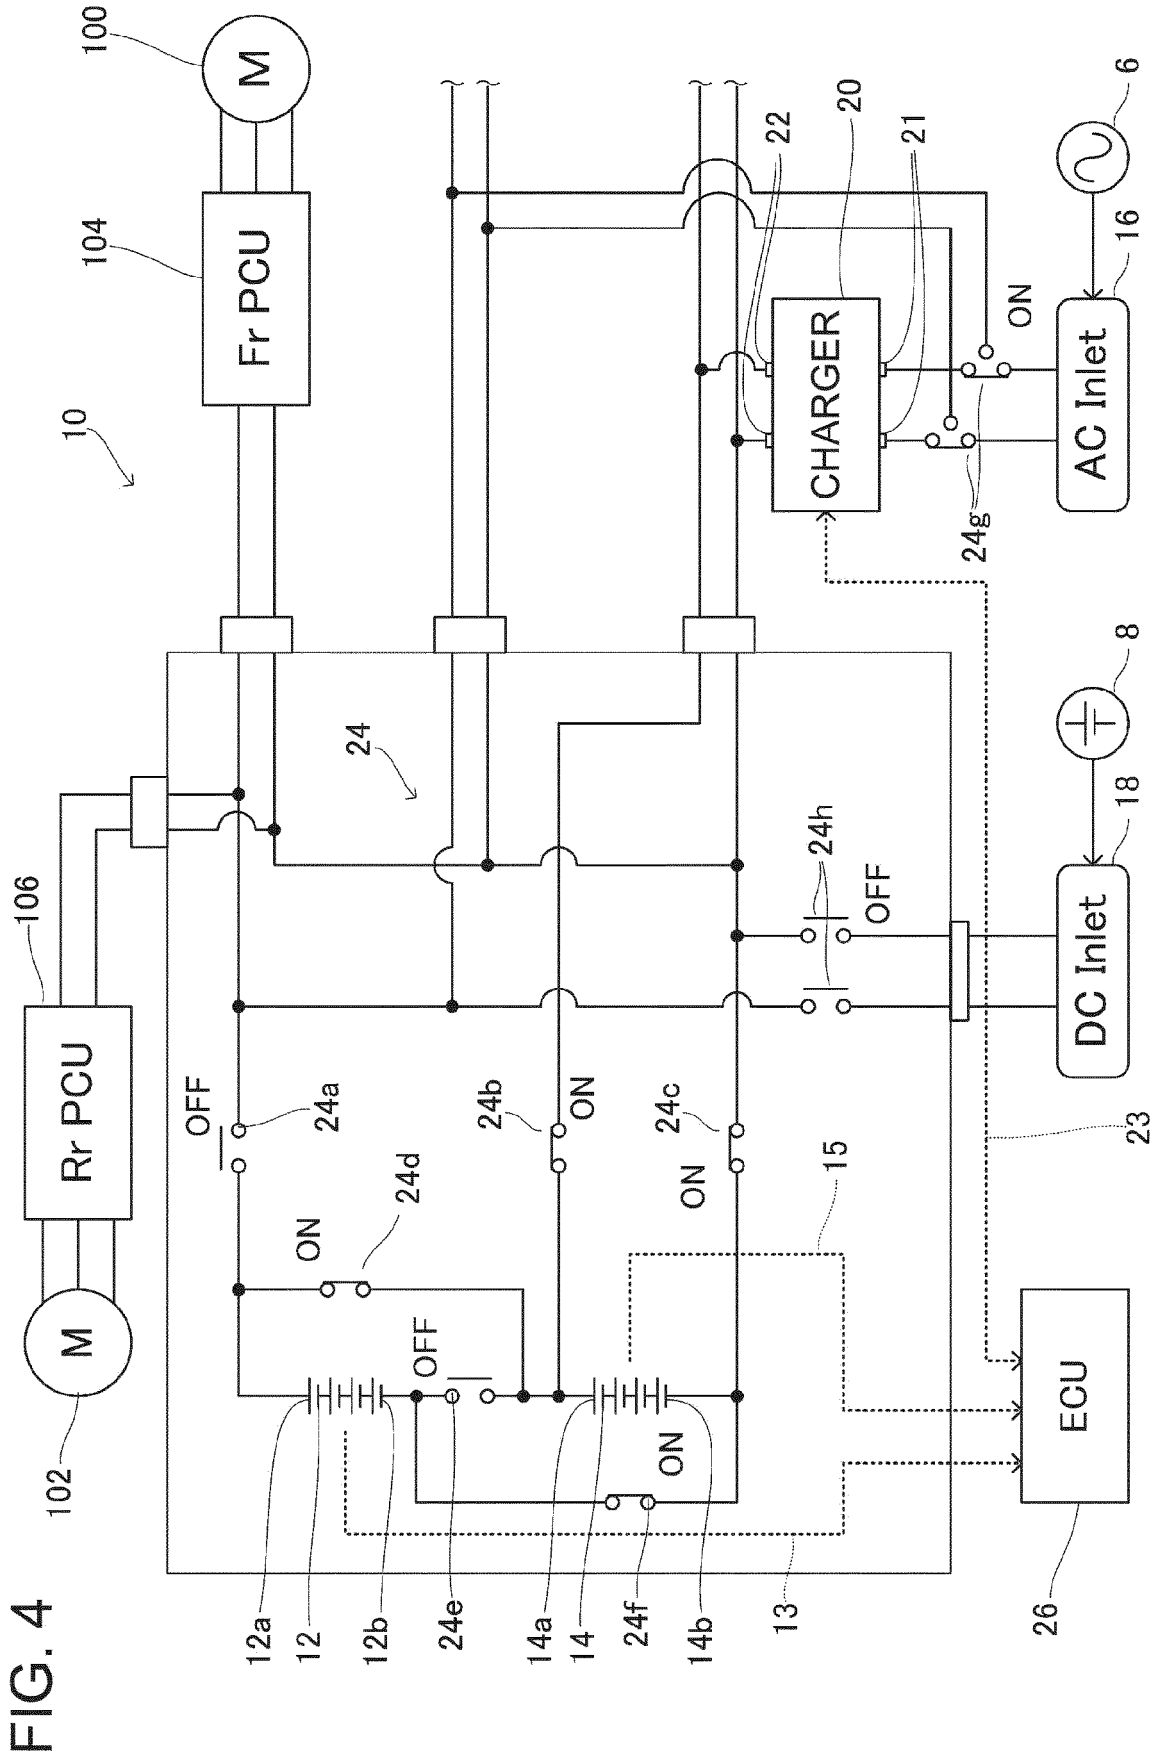 FIG. 4
102
M
Rr PCU
106
10
104
Fr PCU
M
100
OFF
24a
ON
24d
24
OFF
24b
ON
24c
ON
15
ON
24h
OFF
22
20
21
CHARGER
24g
ON
6
16
AC Inlet
8
18
DC Inlet
23
ECU
26
12a
12
12b
24e
14a
14
24f
14b
13